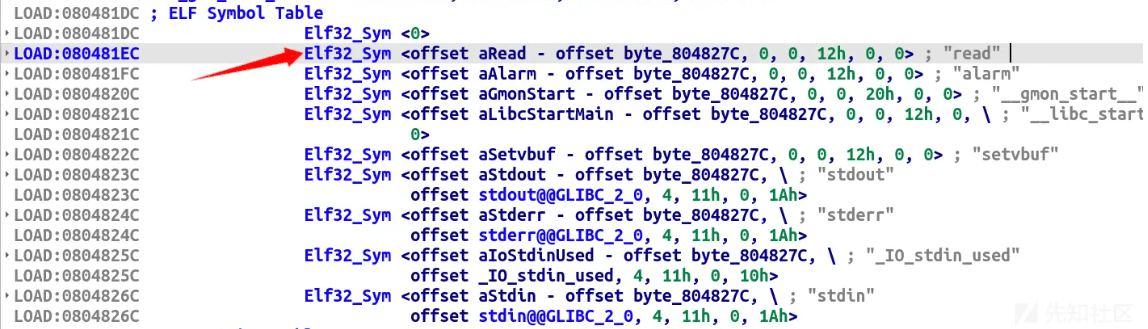 LOAD:080481DC ; ELF Symbol Table
LOAD:080481DC Elf32_Sym <0>
LOAD:080481EC Elf32_Sym <offset aRead - offset byte_804827C, 0, 0, 12h, 0, 0> ; "read"
LOAD:080481FC Elf32_Sym <offset aAlarm - offset byte_804827C, 0, 0, 12h, 0, 0> ; "alarm"
LOAD:0804820C Elf32_Sym <offset aGmonStart - offset byte_804827C, 0, 0, 20h, 0, 0> ; "__gmon_start__"
LOAD:0804821C Elf32_Sym <offset aLibcStartMain - offset byte_804827C, 0, 0, 12h, 0, \ ; "__libc_start
LOAD:0804821C 0>
LOAD:0804822C Elf32_Sym <offset aSetvbuf - offset byte_804827C, 0, 0, 12h, 0, 0> ; "setvbuf"
LOAD:0804823C Elf32_Sym <offset aStdout - offset byte_804827C, \ ; "stdout"
LOAD:0804823C offset stdout@@GLIBC_2_0, 4, 11h, 0, 1Ah>
LOAD:0804824C Elf32_Sym <offset aStderr - offset byte_804827C, \ ; "stderr"
LOAD:0804824C offset stderr@@GLIBC_2_0, 4, 11h, 0, 1Ah>
LOAD:0804825C Elf32_Sym <offset aIoStdinUsed - offset byte_804827C, \ ; "_IO_stdin_used"
LOAD:0804825C offset _IO_stdin_used, 4, 11h, 0, 10h>
LOAD:0804826C Elf32_Sym <offset aStdin - offset byte_804827C, \ ; "stdin"
LOAD:0804826C offset stdin@@GLIBC_2_0, 4, 11h, 0, 1Ah>
先知社区